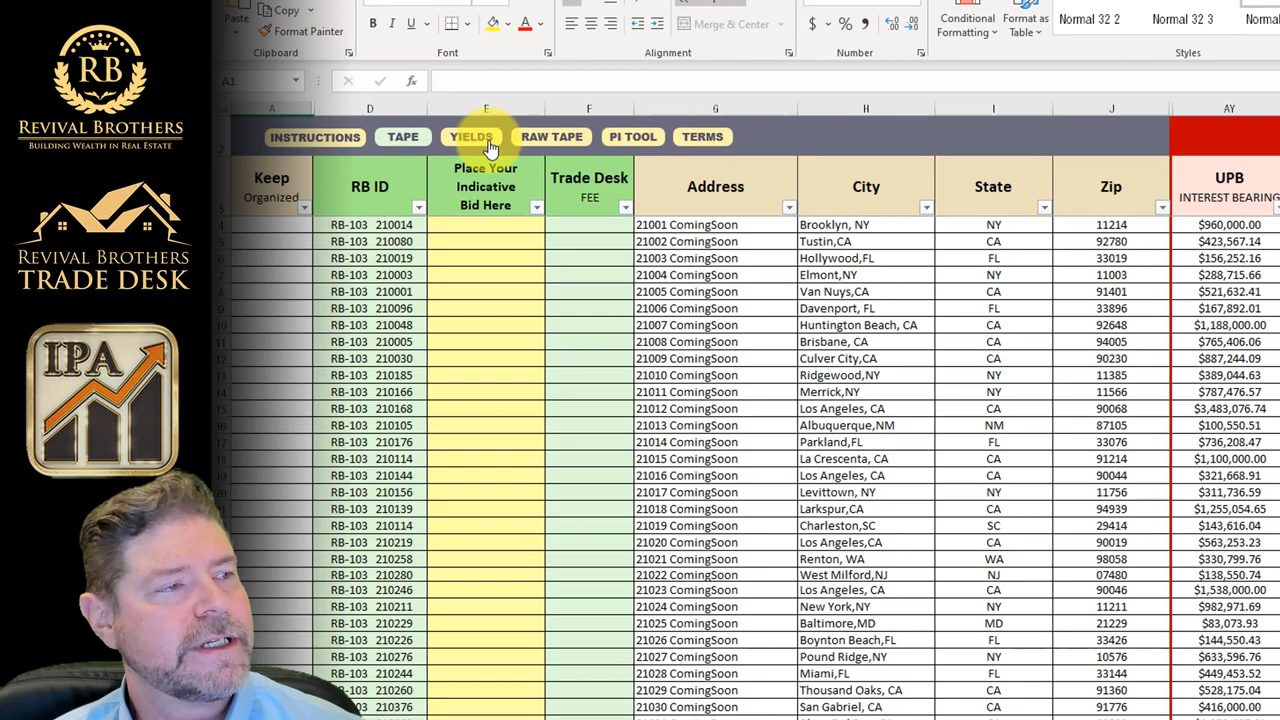 RB
REVIVAL BROTHERS
BUILDING WEALTH IN REAL ESTATE
REVIVAL BROTHERS
TRADE DESK
IPA
Paste
Copy
Format Painter
Clipboard
B I U
Font
Merge & Center
Alignment
$ % 9
Number
Conditional Formatting
Format as Table
Normal 32 2
Normal 32 3
Norma
Styles
A1
fx
A D E F G H I J AY
INSTRUCTIONS TAPE YIELDS RAW TAPE PI TOOL TERMS
Keep Organized
RB ID
Place Your Indicative Bid Here
Trade Desk FEE
Address
City
State
Zip
UPB
INTEREST BEARING
RB-103 210014 21001 ComingSoon Brooklyn, NY NY 11214 $960,000.00
RB-103 210080 21002 ComingSoon Tustin,CA CA 92780 $423,567.14
RB-103 210019 21003 ComingSoon Hollywood,FL FL 33019 $156,252.16
RB-103 210003 21004 ComingSoon Elmont,NY NY 11003 $288,715.66
RB-103 210001 21005 ComingSoon Van Nuys,CA CA 91401 $521,632.41
RB-103 210096 21006 ComingSoon Davenport, FL FL 33896 $167,892.01
RB-103 210048 21007 ComingSoon Huntington Beach, CA CA 92648 $1,188,000.00
RB-103 210005 21008 ComingSoon Brisbane, CA CA 94005 $765,406.06
RB-103 210030 21009 ComingSoon Culver City,CA CA 90230 $887,244.09
RB-103 210185 21010 ComingSoon Ridgewood,NY NY 11385 $389,044.63
RB-103 210166 21011 ComingSoon Merrick,NY NY 11566 $787,476.57
RB-103 210168 21012 ComingSoon Los Angeles, CA CA 90068 $3,483,076.74
RB-103 210105 21013 ComingSoon Albuquerque,NM NM 87105 $100,550.51
RB-103 210176 21014 ComingSoon Parkland,FL FL 33076 $736,208.47
RB-103 210114 21015 ComingSoon La Crescenta, CA CA 91214 $1,100,000.00
RB-103 210144 21016 ComingSoon Los Angeles, CA CA 90044 $321,668.91
RB-103 210156 21017 ComingSoon Levittown, NY NY 11756 $311,736.59
RB-103 210139 21018 ComingSoon Larkspur,CA CA 94939 $1,255,054.65
RB-103 210114 21019 ComingSoon Charleston,SC SC 29414 $143,616.04
RB-103 210219 21020 ComingSoon Los Angeles,CA CA 90019 $563,253.23
RB-103 210258 21021 ComingSoon Renton, WA WA 98058 $330,799.76
RB-103 210280 21022 ComingSoon West Milford,NJ NJ 07480 $138,550.74
RB-103 210246 21023 ComingSoon Los Angeles, CA CA 90046 $1,538,000.00
RB-103 210211 21024 ComingSoon New York,NY NY 11211 $982,971.69
RB-103 210229 21025 ComingSoon Baltimore,MD MD 21229 $83,073.93
RB-103 210226 21026 ComingSoon Boynton Beach,FL FL 33426 $144,550.43
RB-103 210276 21027 ComingSoon Pound Ridge,NY NY 10576 $633,596.76
RB-103 210244 21028 ComingSoon Miami,FL FL 33144 $449,453.52
RB-103 210260 21029 ComingSoon Thousand Oaks, CA CA 91360 $528,175.04
RB-103 210376 21030 ComingSoon San Gabriel, CA CA 91776 $416,000.00